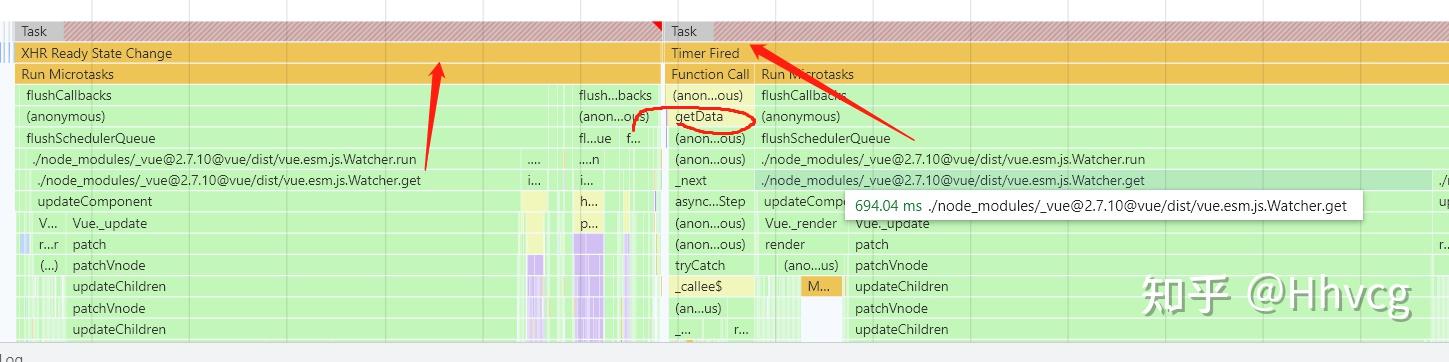 Task Task
XHR Ready State Change Timer Fired
Run Microtasks Function Call Run Microtasks
flushCallbacks flush...backs (anon...ous) flushCallbacks
(anonymous) (anon...ous) getData (anonymous)
flushSchedulerQueue fl...ue f... (anon...ous) flushSchedulerQueue
./node_modules/_vue@2.7.10@vue/dist/vue.esm.js.Watcher.run .... ....n (anon...ous) ./node_modules/_vue@2.7.10@vue/dist/vue.esm.js.Watcher.run
./node_modules/_vue@2.7.10@vue/dist/vue.esm.js.Watcher.get i... i... _next ./node_modules/_vue@2.7.10@vue/dist/vue.esm.js.Watcher.get ./
updateComponent h... async...Step
694.04 ms ./node_modules/_vue@2.7.10@vue/dist/vue.esm.js.Watcher.get
V... Vue._update p... (anon...ous) Vue._render Vue._update
r...r patch (anon...ous) render patch r..
(...) patchVnode tryCatch (ano...us) patchVnode
updateChildren _callee$ M... updateChildren
patchVnode (an...us) patchVnode
updateChildren _... r... updateChildren
知乎 @Hhvcg